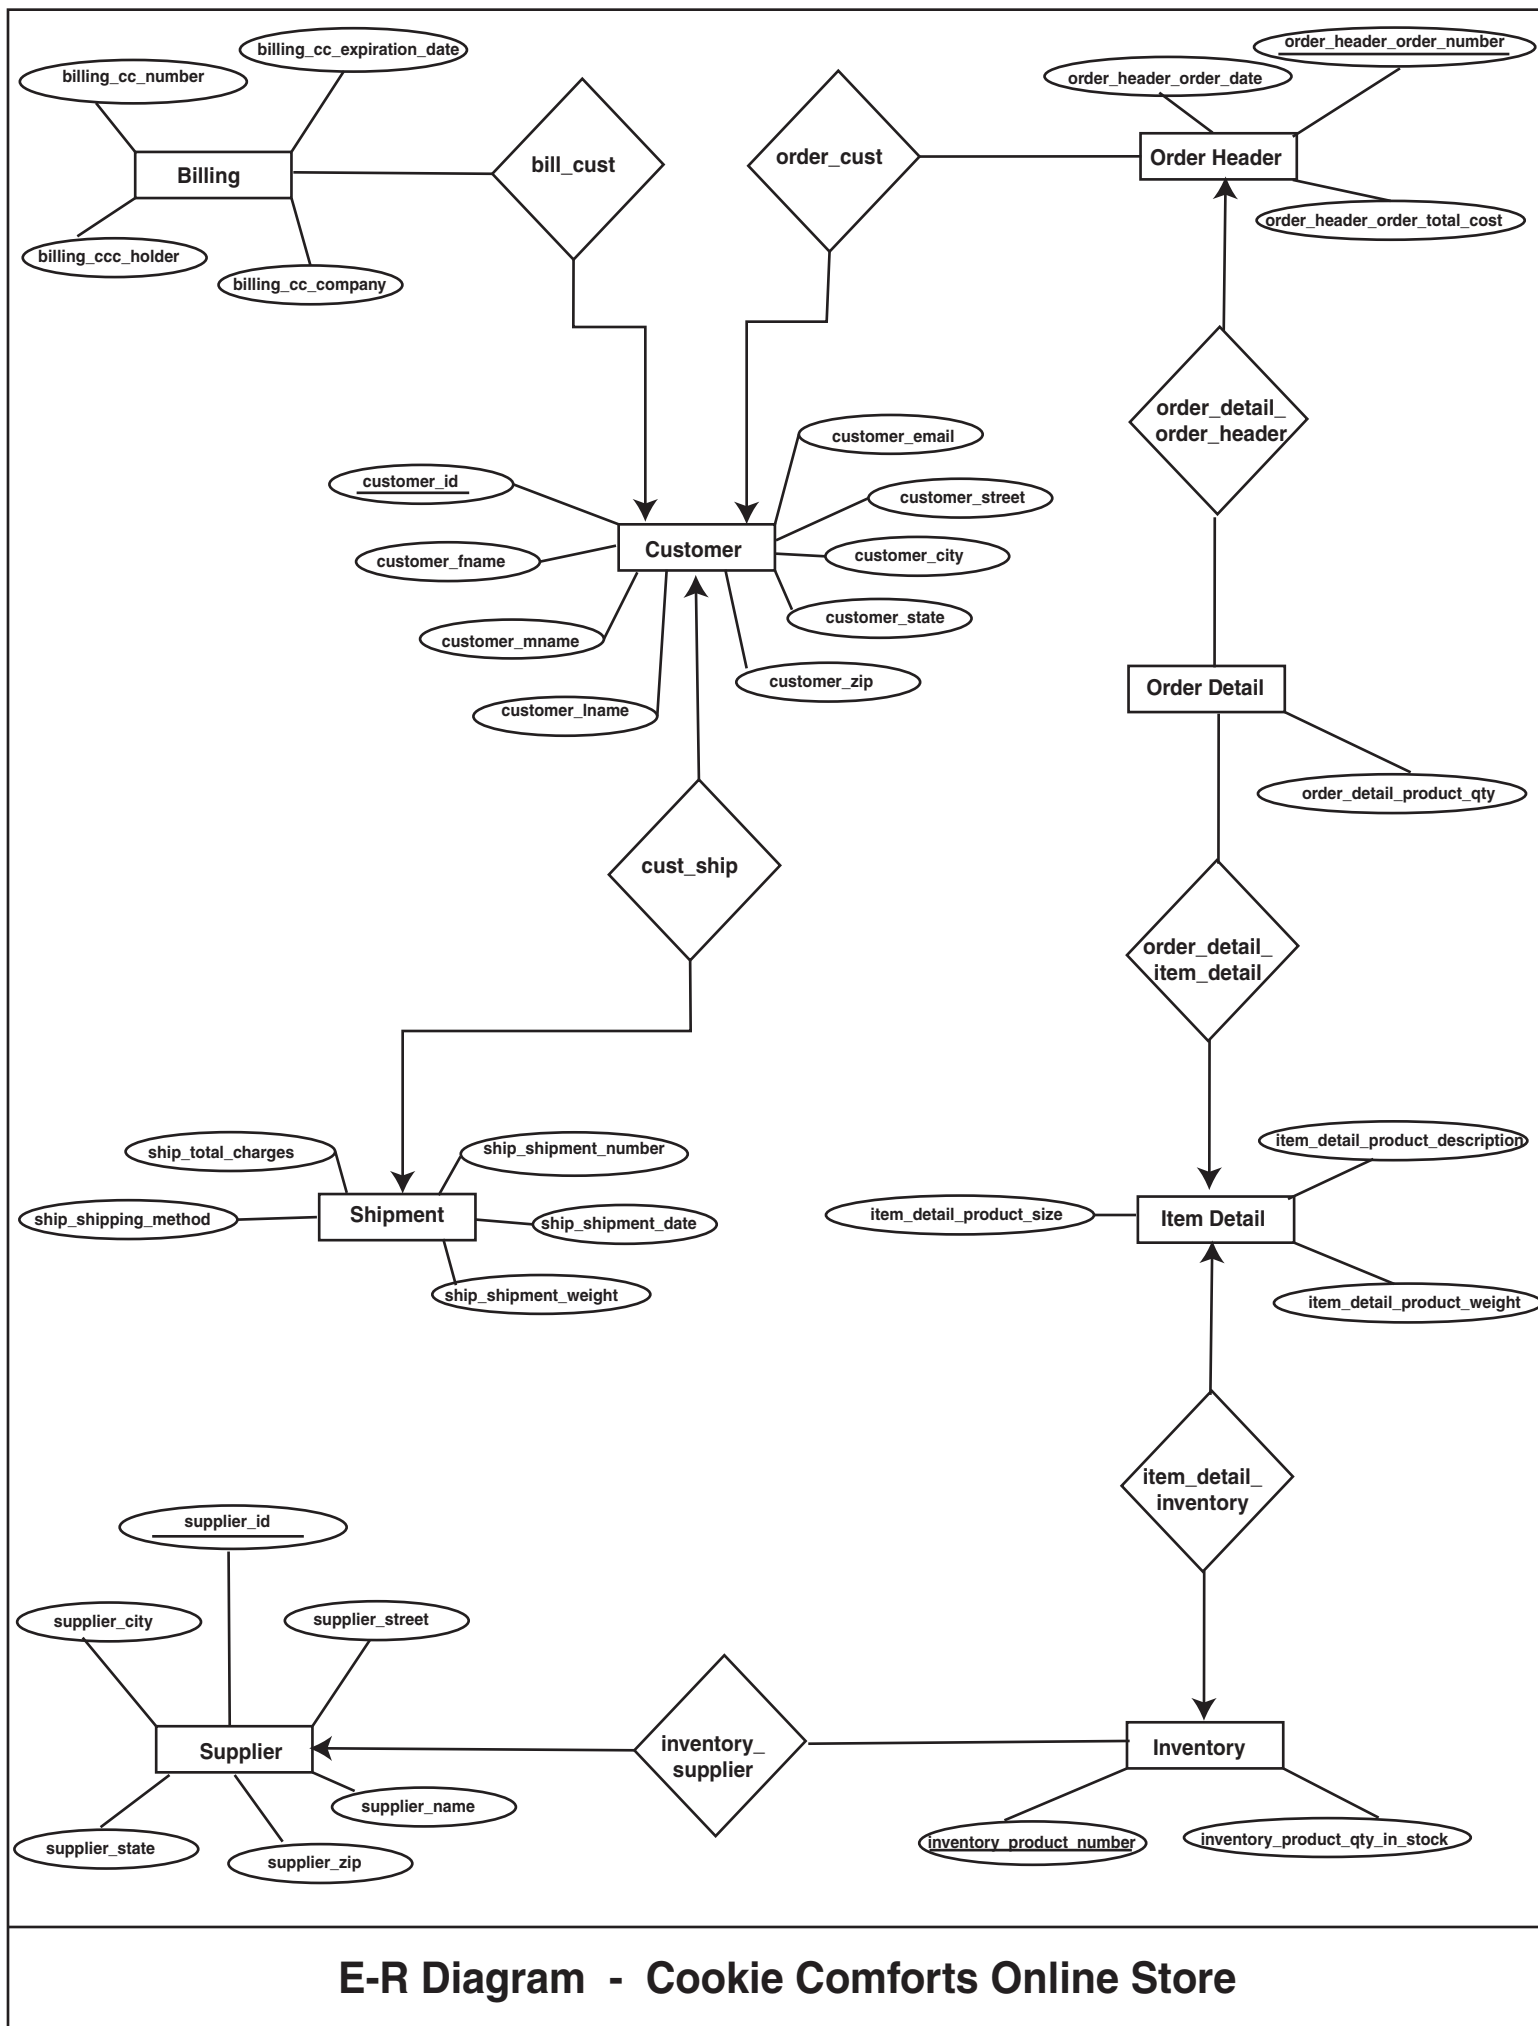 billing_cc_expiration_date
billing_cc_number
Billing
billing_ccc_holder
billing_cc_company
bill_cust
order_cust
order_header_order_number
order_header_order_date
Order Header
order_header_order_total_cost
order_detail_
order_header
customer_email
customer_id
customer_street
Customer
customer_fname
customer_city
customer_state
customer_mname
customer_zip
customer_lname
Order Detail
order_detail_product_qty
cust_ship
order_detail_
item_detail
ship_total_charges
ship_shipment_number
ship_shipping_method
Shipment
ship_shipment_date
ship_shipment_weight
item_detail_product_description
item_detail_product_size
Item Detail
item_detail_product_weight
item_detail_
inventory
supplier_id
supplier_city
supplier_street
Supplier
supplier_name
supplier_state
supplier_zip
inventory_
supplier
Inventory
inventory_product_number
inventory_product_qty_in_stock
E-R Diagram - Cookie Comforts Online Store